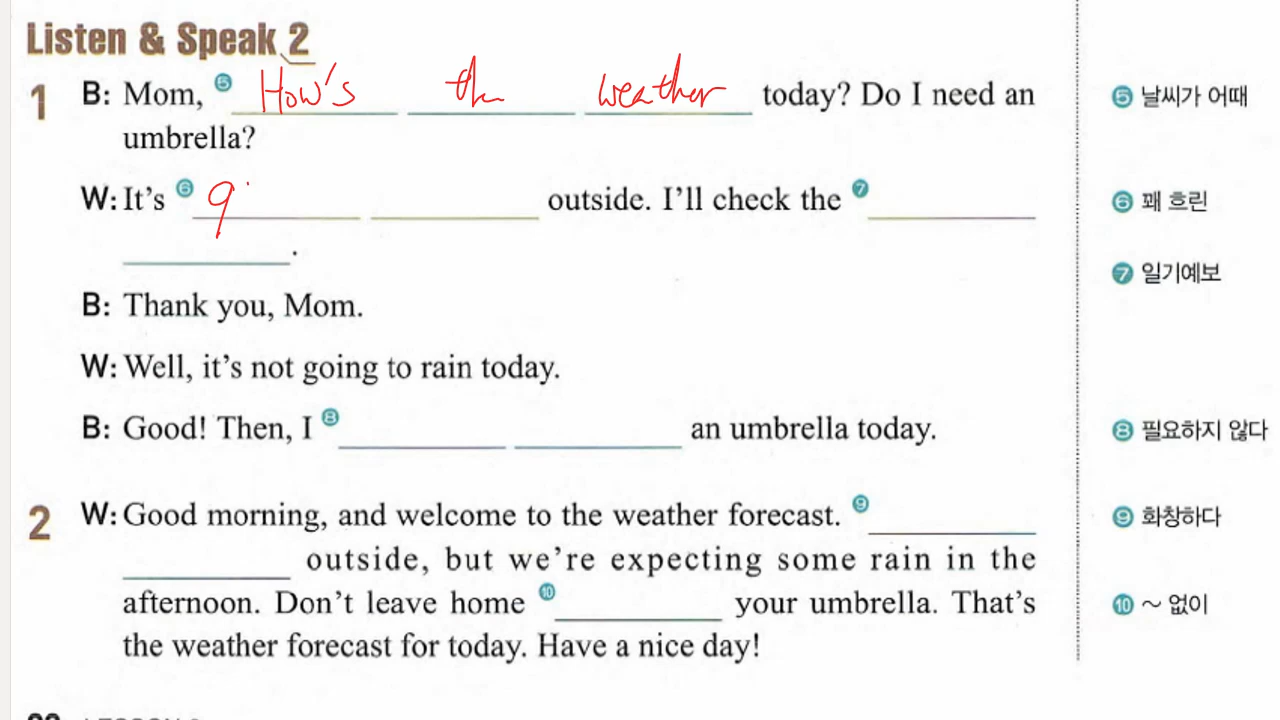 Listen & Speak 2
1 B: Mom, ⑤ How's the weather today? Do I need an ⑤ 날씨가 어때
umbrella?
W: It's ⑥ q outside. I'll check the ⑦ ⑥ 꽤 흐린
. ⑦ 일기예보
B: Thank you, Mom.
W: Well, it's not going to rain today.
B: Good! Then, I ⑧ an umbrella today. ⑧ 필요하지 않다
2 W: Good morning, and welcome to the weather forecast. ⑨ ⑨ 화창하다
outside, but we're expecting some rain in the
afternoon. Don't leave home ⑩ your umbrella. That's ⑩ ~ 없이
the weather forecast for today. Have a nice day!